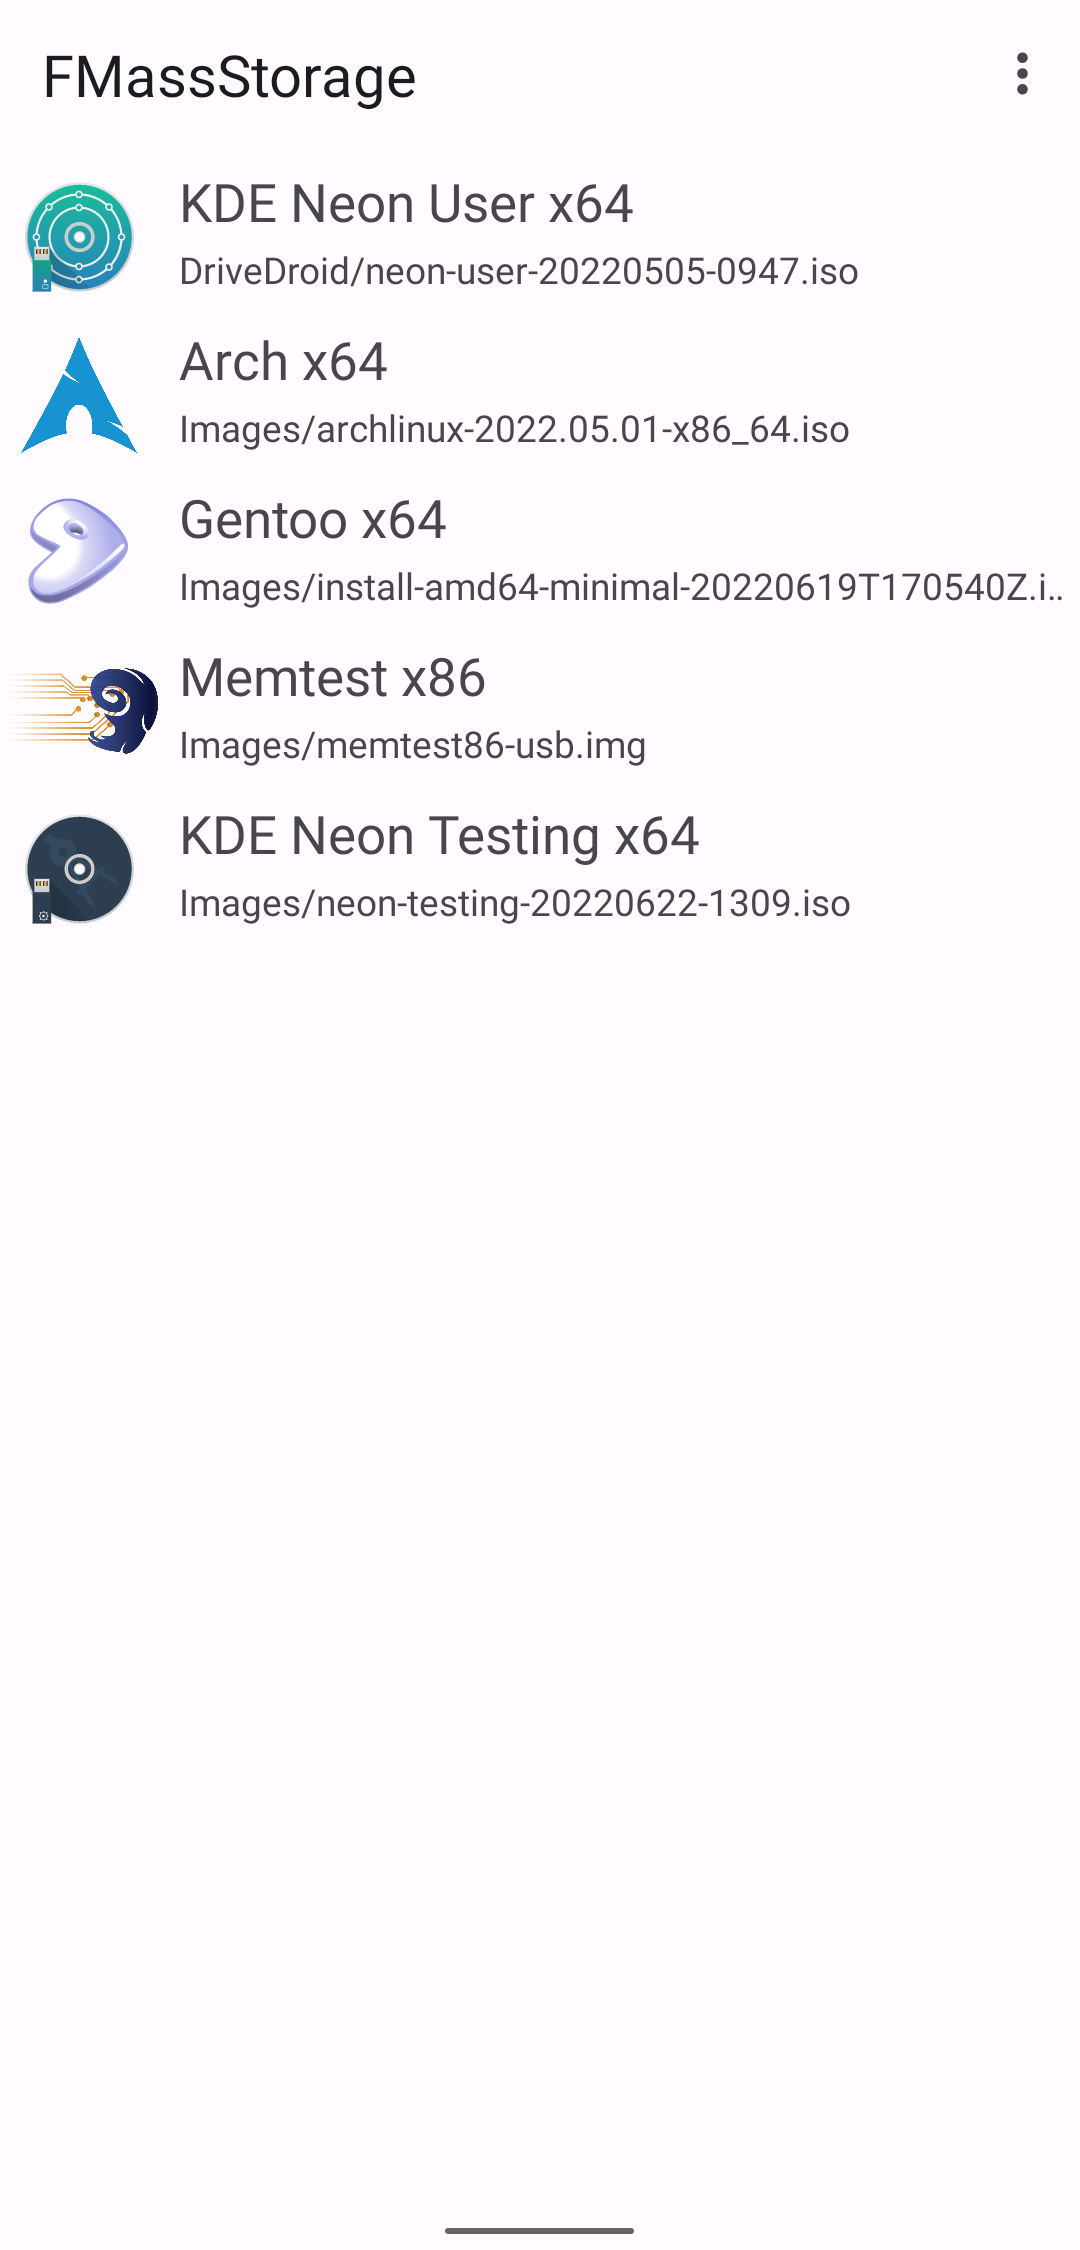 FMassStorage
KDE Neon User x64
DriveDroid/neon-user-20220505-0947.iso
Arch x64
Images/archlinux-2022.05.01-x86_64.iso
Gentoo x64
Images/install-amd64-minimal-20220619T170540Z.i..
Memtest x86
Images/memtest86-usb.img
KDE Neon Testing x64
Images/neon-testing-20220622-1309.iso